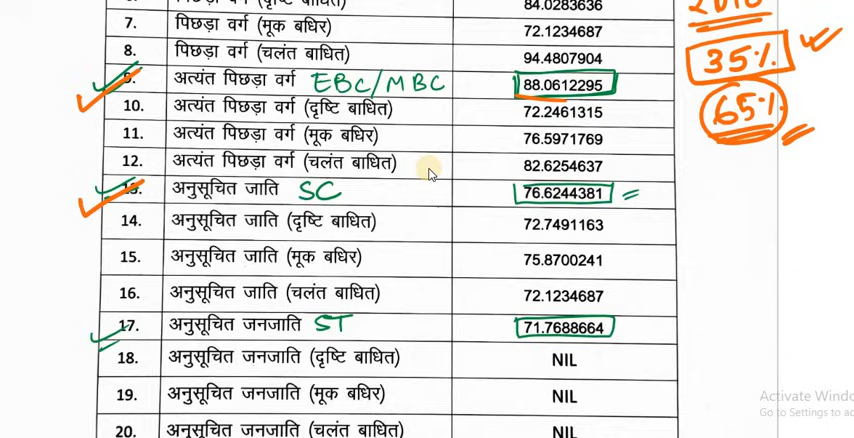 पिछड़ा वर्ग (दृष्टि बाधित) 84.0283636
7. पिछड़ा वर्ग (मूक बधिर) 72.1234687
8. पिछड़ा वर्ग (चलंत बाधित) 94.4807904
9. अत्यंत पिछड़ा वर्ग EBC/MBC 88.0612295
10. अत्यंत पिछड़ा वर्ग (दृष्टि बाधित) 72.2461315
11. अत्यंत पिछड़ा वर्ग (मूक बधिर) 76.5971769
12. अत्यंत पिछड़ा वर्ग (चलंत बाधित) 82.6254637
13. अनुसूचित जाति SC 76.6244381 =
14. अनुसूचित जाति (दृष्टि बाधित) 72.7491163
15. अनुसूचित जाति (मूक बधिर) 75.8700241
16. अनुसूचित जाति (चलंत बाधित) 72.1234687
17. अनुसूचित जनजाति ST 71.7688664
18. अनुसूचित जनजाति (दृष्टि बाधित) NIL
19. अनुसूचित जनजाति (मूक बधिर) NIL
20. अनुसूचित जनजाति (चलंत बाधित) NIL
35%
65%
Activate Windo
Go to Settings to ac